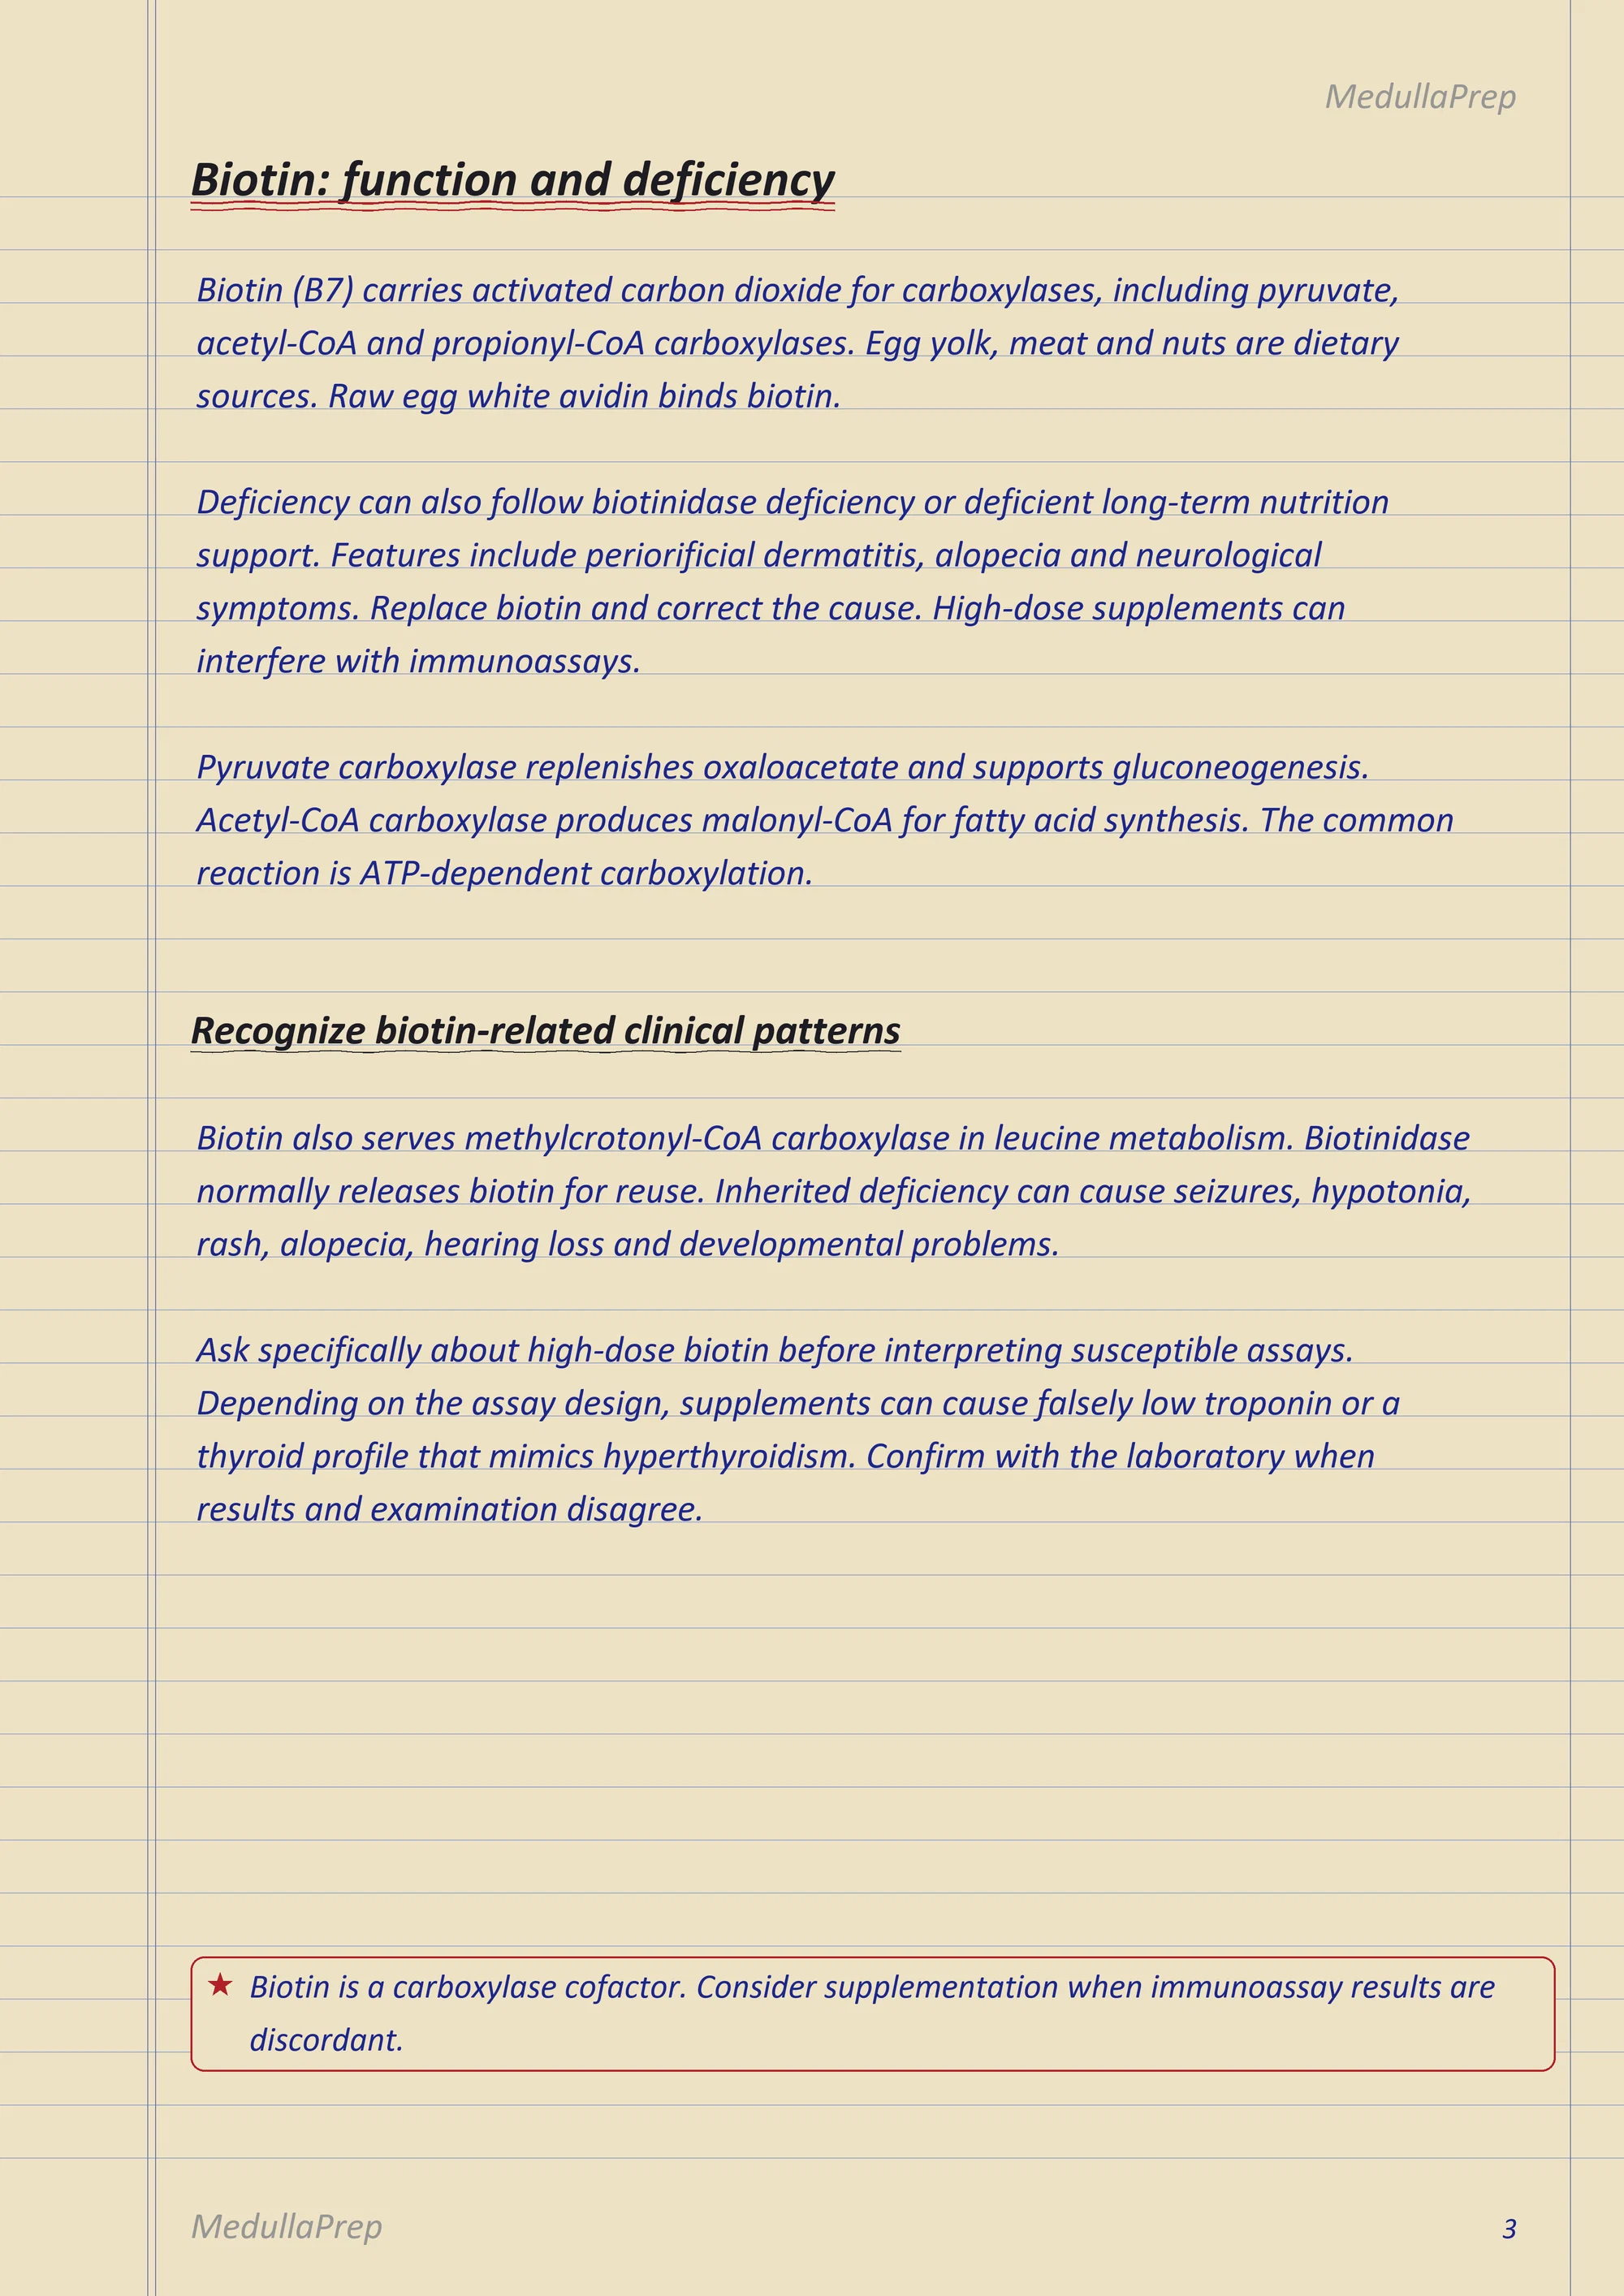 MedullaPrep
Biotin: function and deficiency
Biotin (B7) carries activated carbon dioxide for carboxylases, including pyruvate,
acetyl-CoA and propionyl-CoA carboxylases. Egg yolk, meat and nuts are dietary
sources. Raw egg white avidin binds biotin.
Deficiency can also follow biotinidase deficiency or deficient long-term nutrition
support. Features include periorificial dermatitis, alopecia and neurological
symptoms. Replace biotin and correct the cause. High-dose supplements can
interfere with immunoassays.
Pyruvate carboxylase replenishes oxaloacetate and supports gluconeogenesis.
Acetyl-CoA carboxylase produces malonyl-CoA for fatty acid synthesis. The common
reaction is ATP-dependent carboxylation.
Recognize biotin-related clinical patterns
Biotin also serves methylcrotonyl-CoA carboxylase in leucine metabolism. Biotinidase
normally releases biotin for reuse. Inherited deficiency can cause seizures, hypotonia,
rash, alopecia, hearing loss and developmental problems.
Ask specifically about high-dose biotin before interpreting susceptible assays.
Depending on the assay design, supplements can cause falsely low troponin or a
thyroid profile that mimics hyperthyroidism. Confirm with the laboratory when
results and examination disagree.
★ Biotin is a carboxylase cofactor. Consider supplementation when immunoassay results are
discordant.
MedullaPrep
3